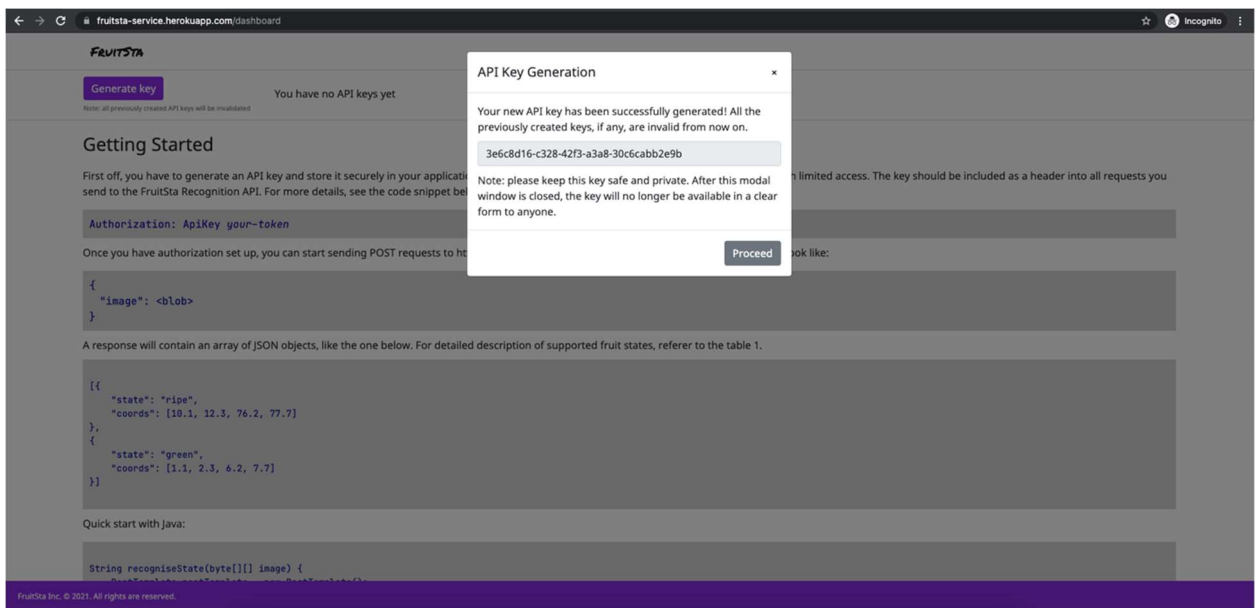 fruitsta-service.herokuapp.com/dashboard
Incognito
FRUITSTA
Generate key
You have no API keys yet
Note: all previously created API keys will be invalidated
API Key Generation
×
Your new API key has been successfully generated! All the
previously created keys, if any, are invalid from now on.
3e6c8d16-c328-42f3-a3a8-30c6cabb2e9b
Note: please keep this key safe and private. After this modal
window is closed, the key will no longer be available in a clear
form to anyone.
Proceed
Getting Started
First off, you have to generate an API key and store it securely in your applicati
limited access. The key should be included as a header into all requests you
send to the FruitSta Recognition API. For more details, see the code snippet bel
Authorization: ApiKey your-token
Once you have authorization set up, you can start sending POST requests to ht
ook like:
{
"image": <blob>
}
A response will contain an array of JSON objects, like the one below. For detailed description of supported fruit states, referer to the table 1.
[{
"state": "ripe",
"coords": [10.1, 12.3, 76.2, 77.7]
},
{
"state": "green",
"coords": [1.1, 2.3, 6.2, 7.7]
}]
Quick start with Java:
String recogniseState(byte[][] image) {
FruitSta Inc. © 2021. All rights are reserved.